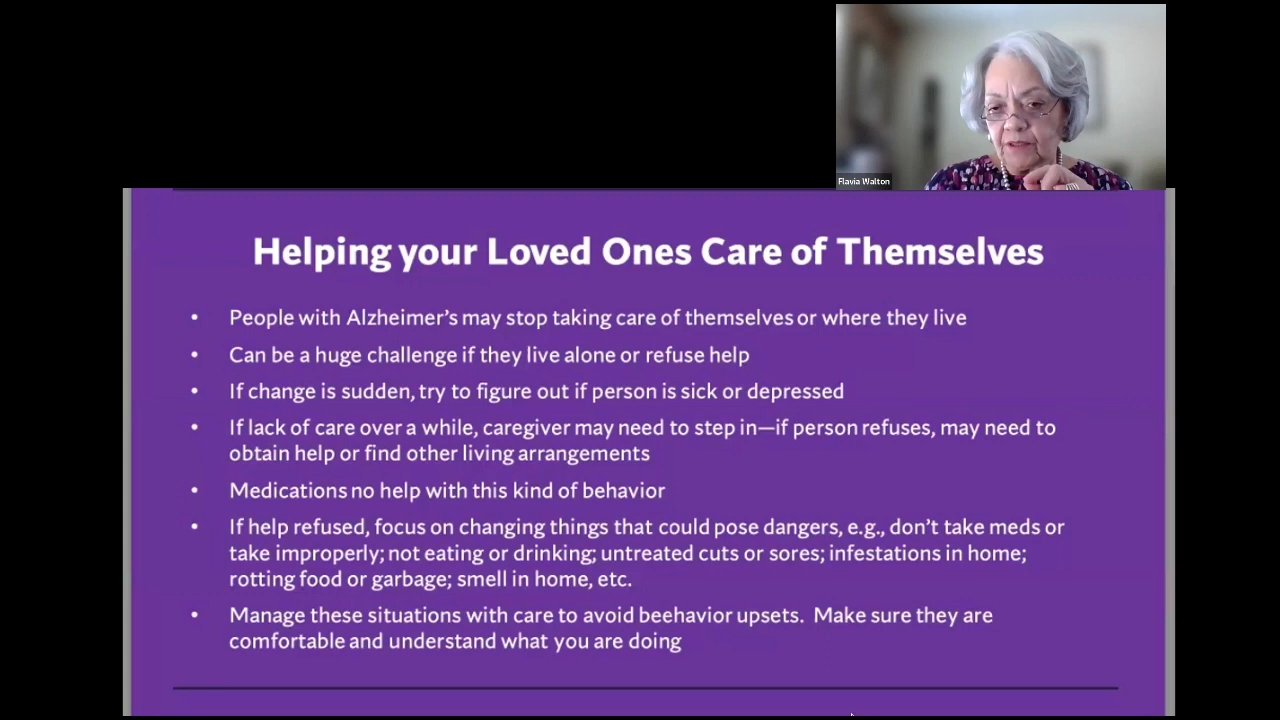 Flavia Walton
Helping your Loved Ones Care of Themselves
• People with Alzheimer's may stop taking care of themselves or where they live
• Can be a huge challenge if they live alone or refuse help
• If change is sudden, try to figure out if person is sick or depressed
• If lack of care over a while, caregiver may need to step in—if person refuses, may need to
obtain help or find other living arrangements
• Medications no help with this kind of behavior
• If help refused, focus on changing things that could pose dangers, e.g., don't take meds or
take improperly; not eating or drinking; untreated cuts or sores; infestations in home;
rotting food or garbage; smell in home, etc.
• Manage these situations with care to avoid beehavior upsets.  Make sure they are
comfortable and understand what you are doing